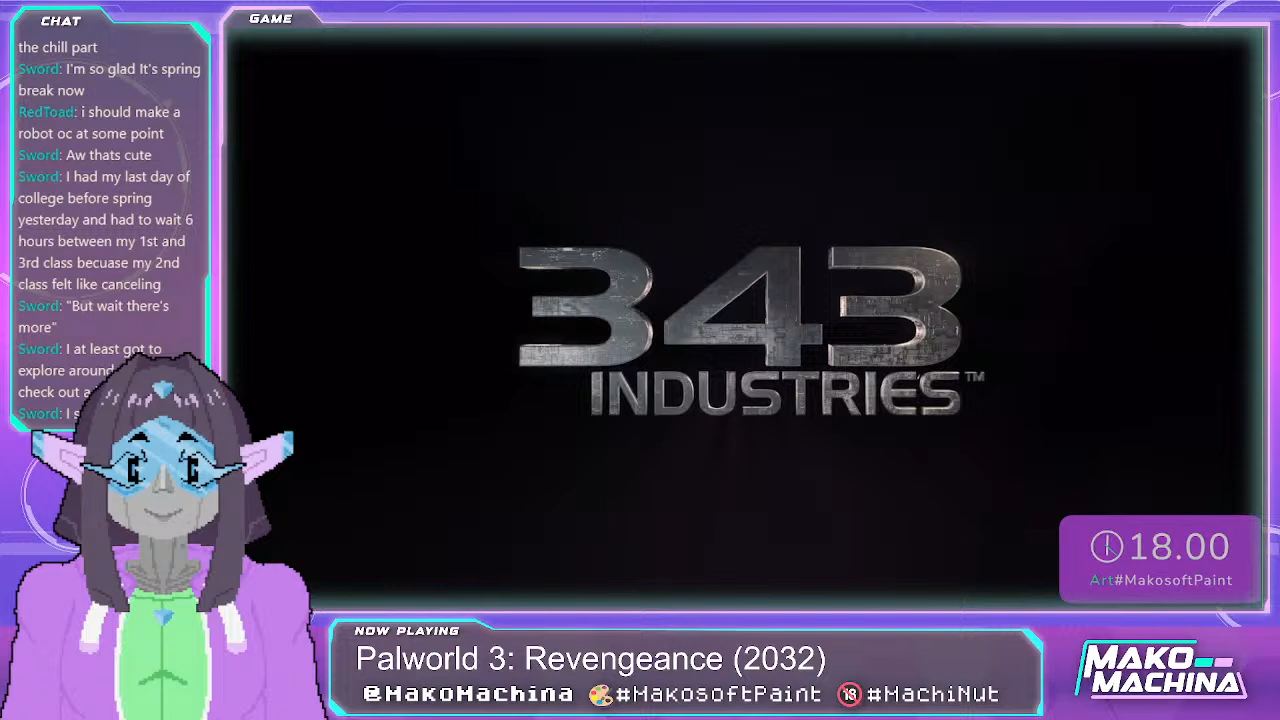 CHAT
the chill part
Sword: I'm so glad It's spring
break now
RedToad: i should make a
robot oc at some point
Sword: Aw thats cute
Sword: I had my last day of
college before spring
yesterday and had to wait 6
hours between my 1st and
3rd class becuase my 2nd
class felt like canceling
Sword: "But wait there's
more"
Sword: I at least got to
explore around
check out a
Sword: I
GAME
343
INDUSTRIES™
18.00
Art#MakosoftPaint
NOW PLAYING
Palworld 3: Revengeance (2032)
@MakoMachina #MakosoftPaint 18 #MachiNut
MAKO
MACHINA